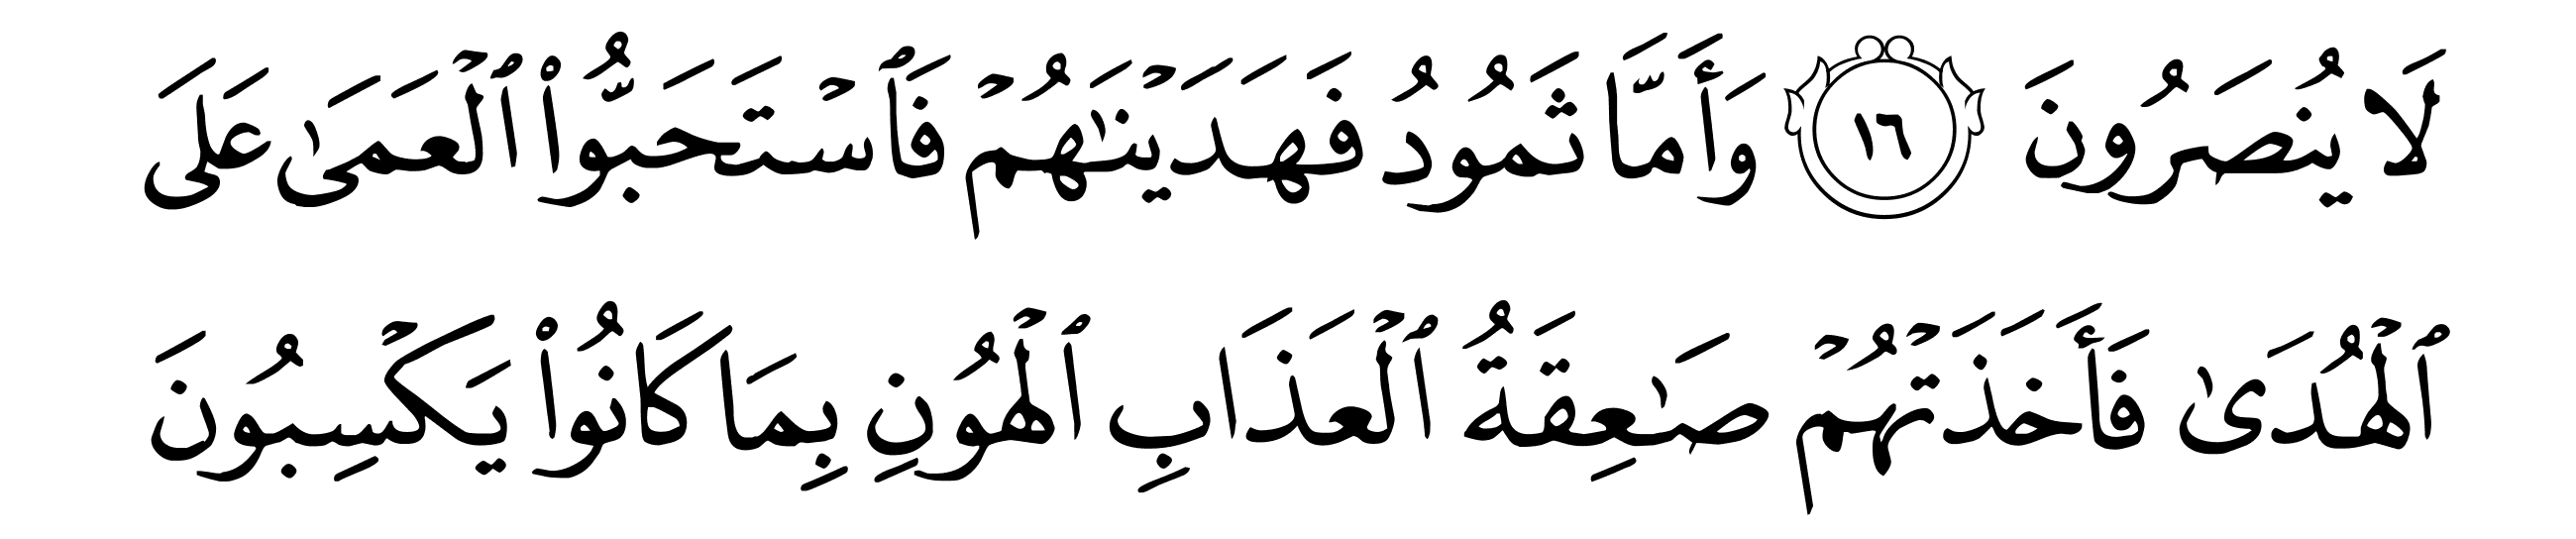 لَا يُنصَرُونَ ١٦ وَأَمَّا ثَمُودُ فَهَدَيْنَٰهُمْ فَٱسْتَحَبُّوا۟ ٱلْعَمَىٰ عَلَى
ٱلْهُدَىٰ فَأَخَذَتْهُمْ صَٰعِقَةُ ٱلْعَذَابِ ٱلْهُونِ بِمَا كَانُوا۟ يَكْسِبُونَ